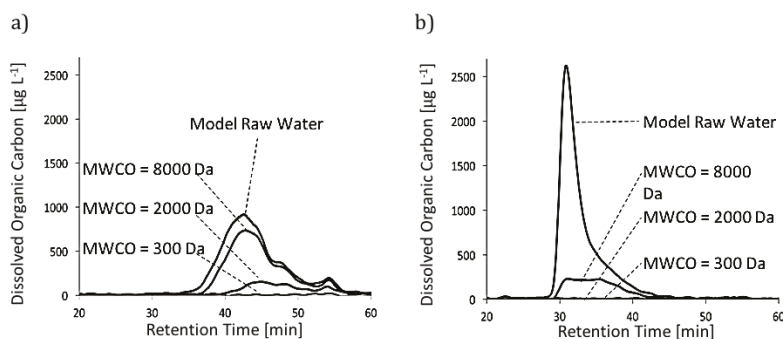 a)
Dissolved Organic Carbon [µg L-1]
2500
2000
1500
1000
500
0
Model Raw Water
MWCO = 8000 Da
MWCO = 2000 Da
MWCO = 300 Da
20 30 40 50 60
Retention Time [min]
b)
Dissolved Organic Carbon [µg L-1]
2500
2000
1500
1000
500
0
Model Raw Water
MWCO = 8000
Da
MWCO = 2000 Da
MWCO = 300 Da
20 30 40 50 60
Retention Time [min]